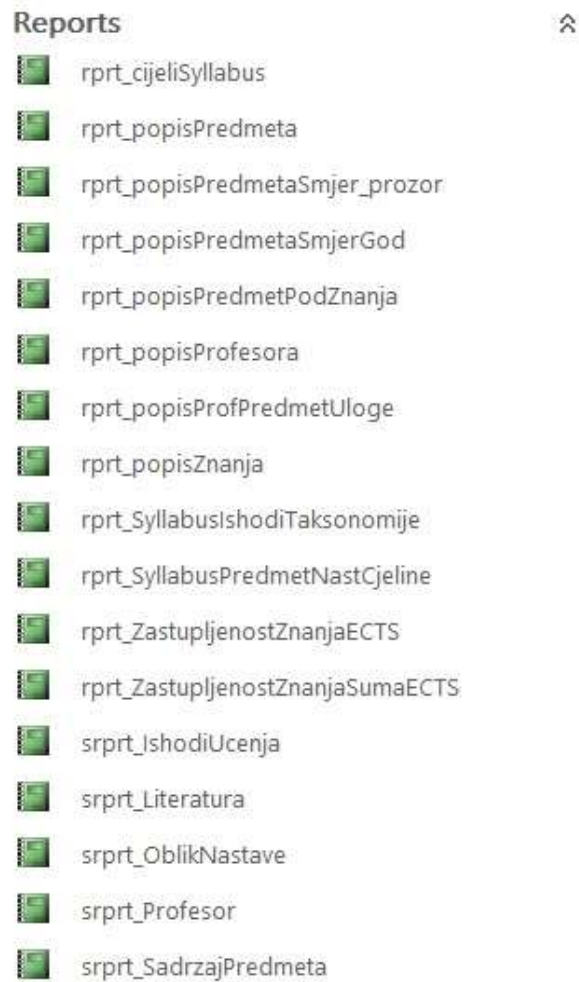 Reports
rprt_cijeliSyllabus
rprt_popisPredmeta
rprt_popisPredmetaSmjer_prozor
rprt_popisPredmetaSmjerGod
rprt_popisPredmetPodZnanja
rprt_popisProfesora
rprt_popisProfPredmetUloge
rprt_popisZnanja
rprt_SyllabusIshodiTaksonomije
rprt_SyllabusPredmetNastCjeline
rprt_ZastupljenostZnanjaECTS
rprt_ZastupljenostZnanjaSumaECTS
srprt_IshodiUcenja
srprt_Literatura
srprt_OblikNastave
srprt_Profesor
srprt_SadrzajPredmeta